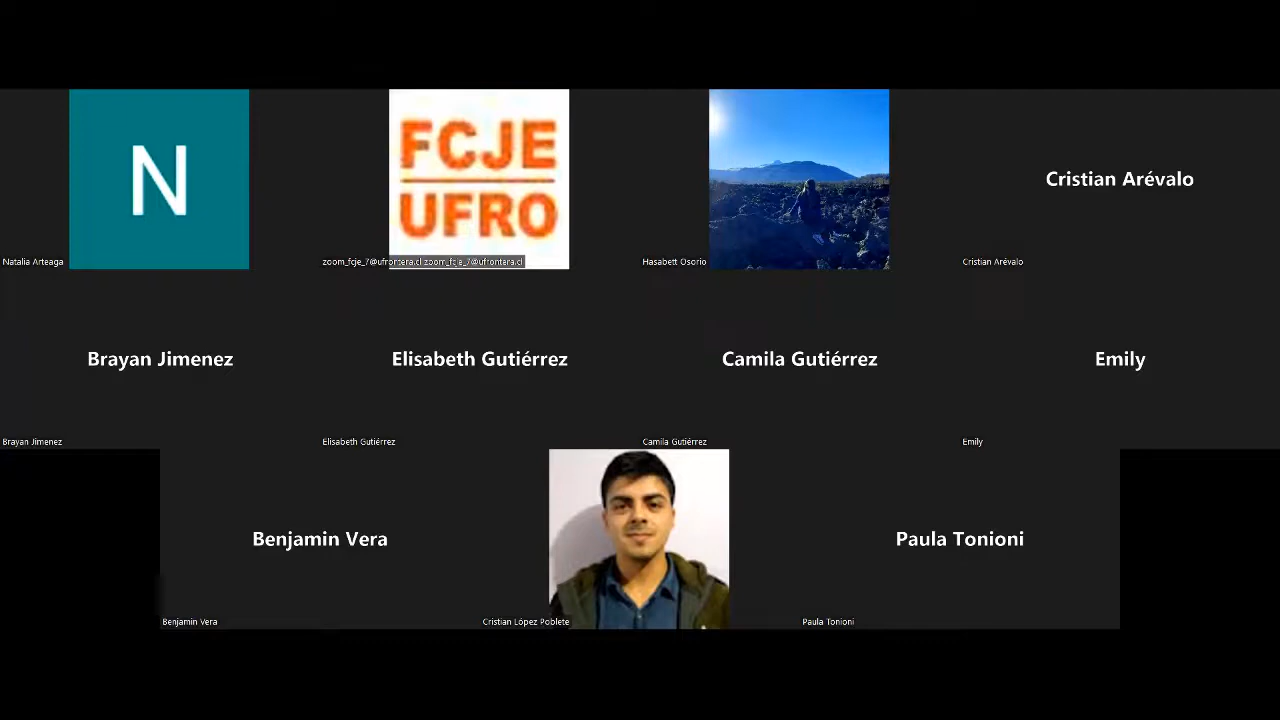 N
FCJE
UFRO
Cristian Arévalo
Natalia Arteaga
zoom_fcje_7@ufrontera.cl zoom_fcje_7@ufrontera.cl
Hasabett Osorio
Cristian Arévalo
Brayan Jimenez
Elisabeth Gutiérrez
Camila Gutiérrez
Emily
Brayan Jimenez
Elisabeth Gutiérrez
Camila Gutiérrez
Emily
Benjamin Vera
Paula Tonioni
Benjamin Vera
Cristian López Poblete
Paula Tonioni